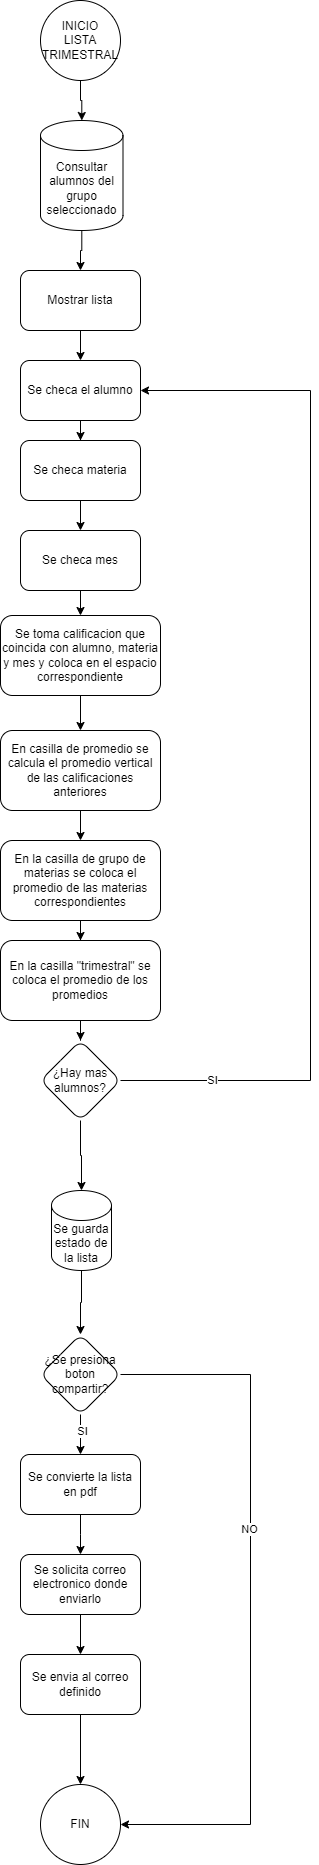 INICIO
LISTA
TRIMESTRAL
Consultar
alumnos del
grupo
seleccionado
Mostrar lista
Se checa el alumno
Se checa materia
Se checa mes
Se toma calificacion que
coincida con alumno, materia
y mes y coloca en el espacio
correspondiente
En casilla de promedio se
calcula el promedio vertical
de las calificaciones
anteriores
En la casilla de grupo de
materias se coloca el
promedio de las materias
correspondientes
En la casilla "trimestral" se
coloca el promedio de los
promedios
¿Hay mas
alumnos?
SI
Se guarda
estado de
la lista
¿Se presiona
boton
compartir?
SI
Se convierte la lista
en pdf
NO
Se solicita correo
electronico donde
enviarlo
Se envia al correo
definido
FIN